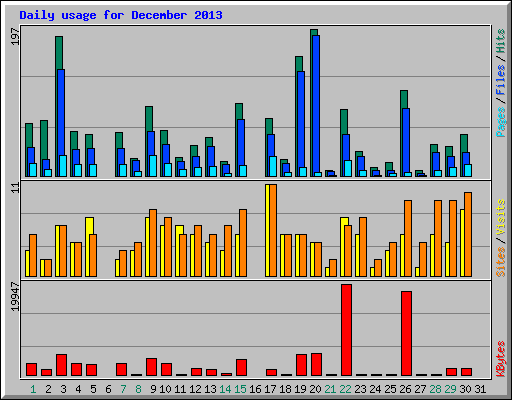 Daily usage for December 2013
197
Pages / Files / Hits
11
Sites / Visits
19947
KBytes
1 2 3 4 5 6 7 8 9 10 11 12 13 14 15 16 17 18 19 20 21 22 23 24 25 26 27 28 29 30 31